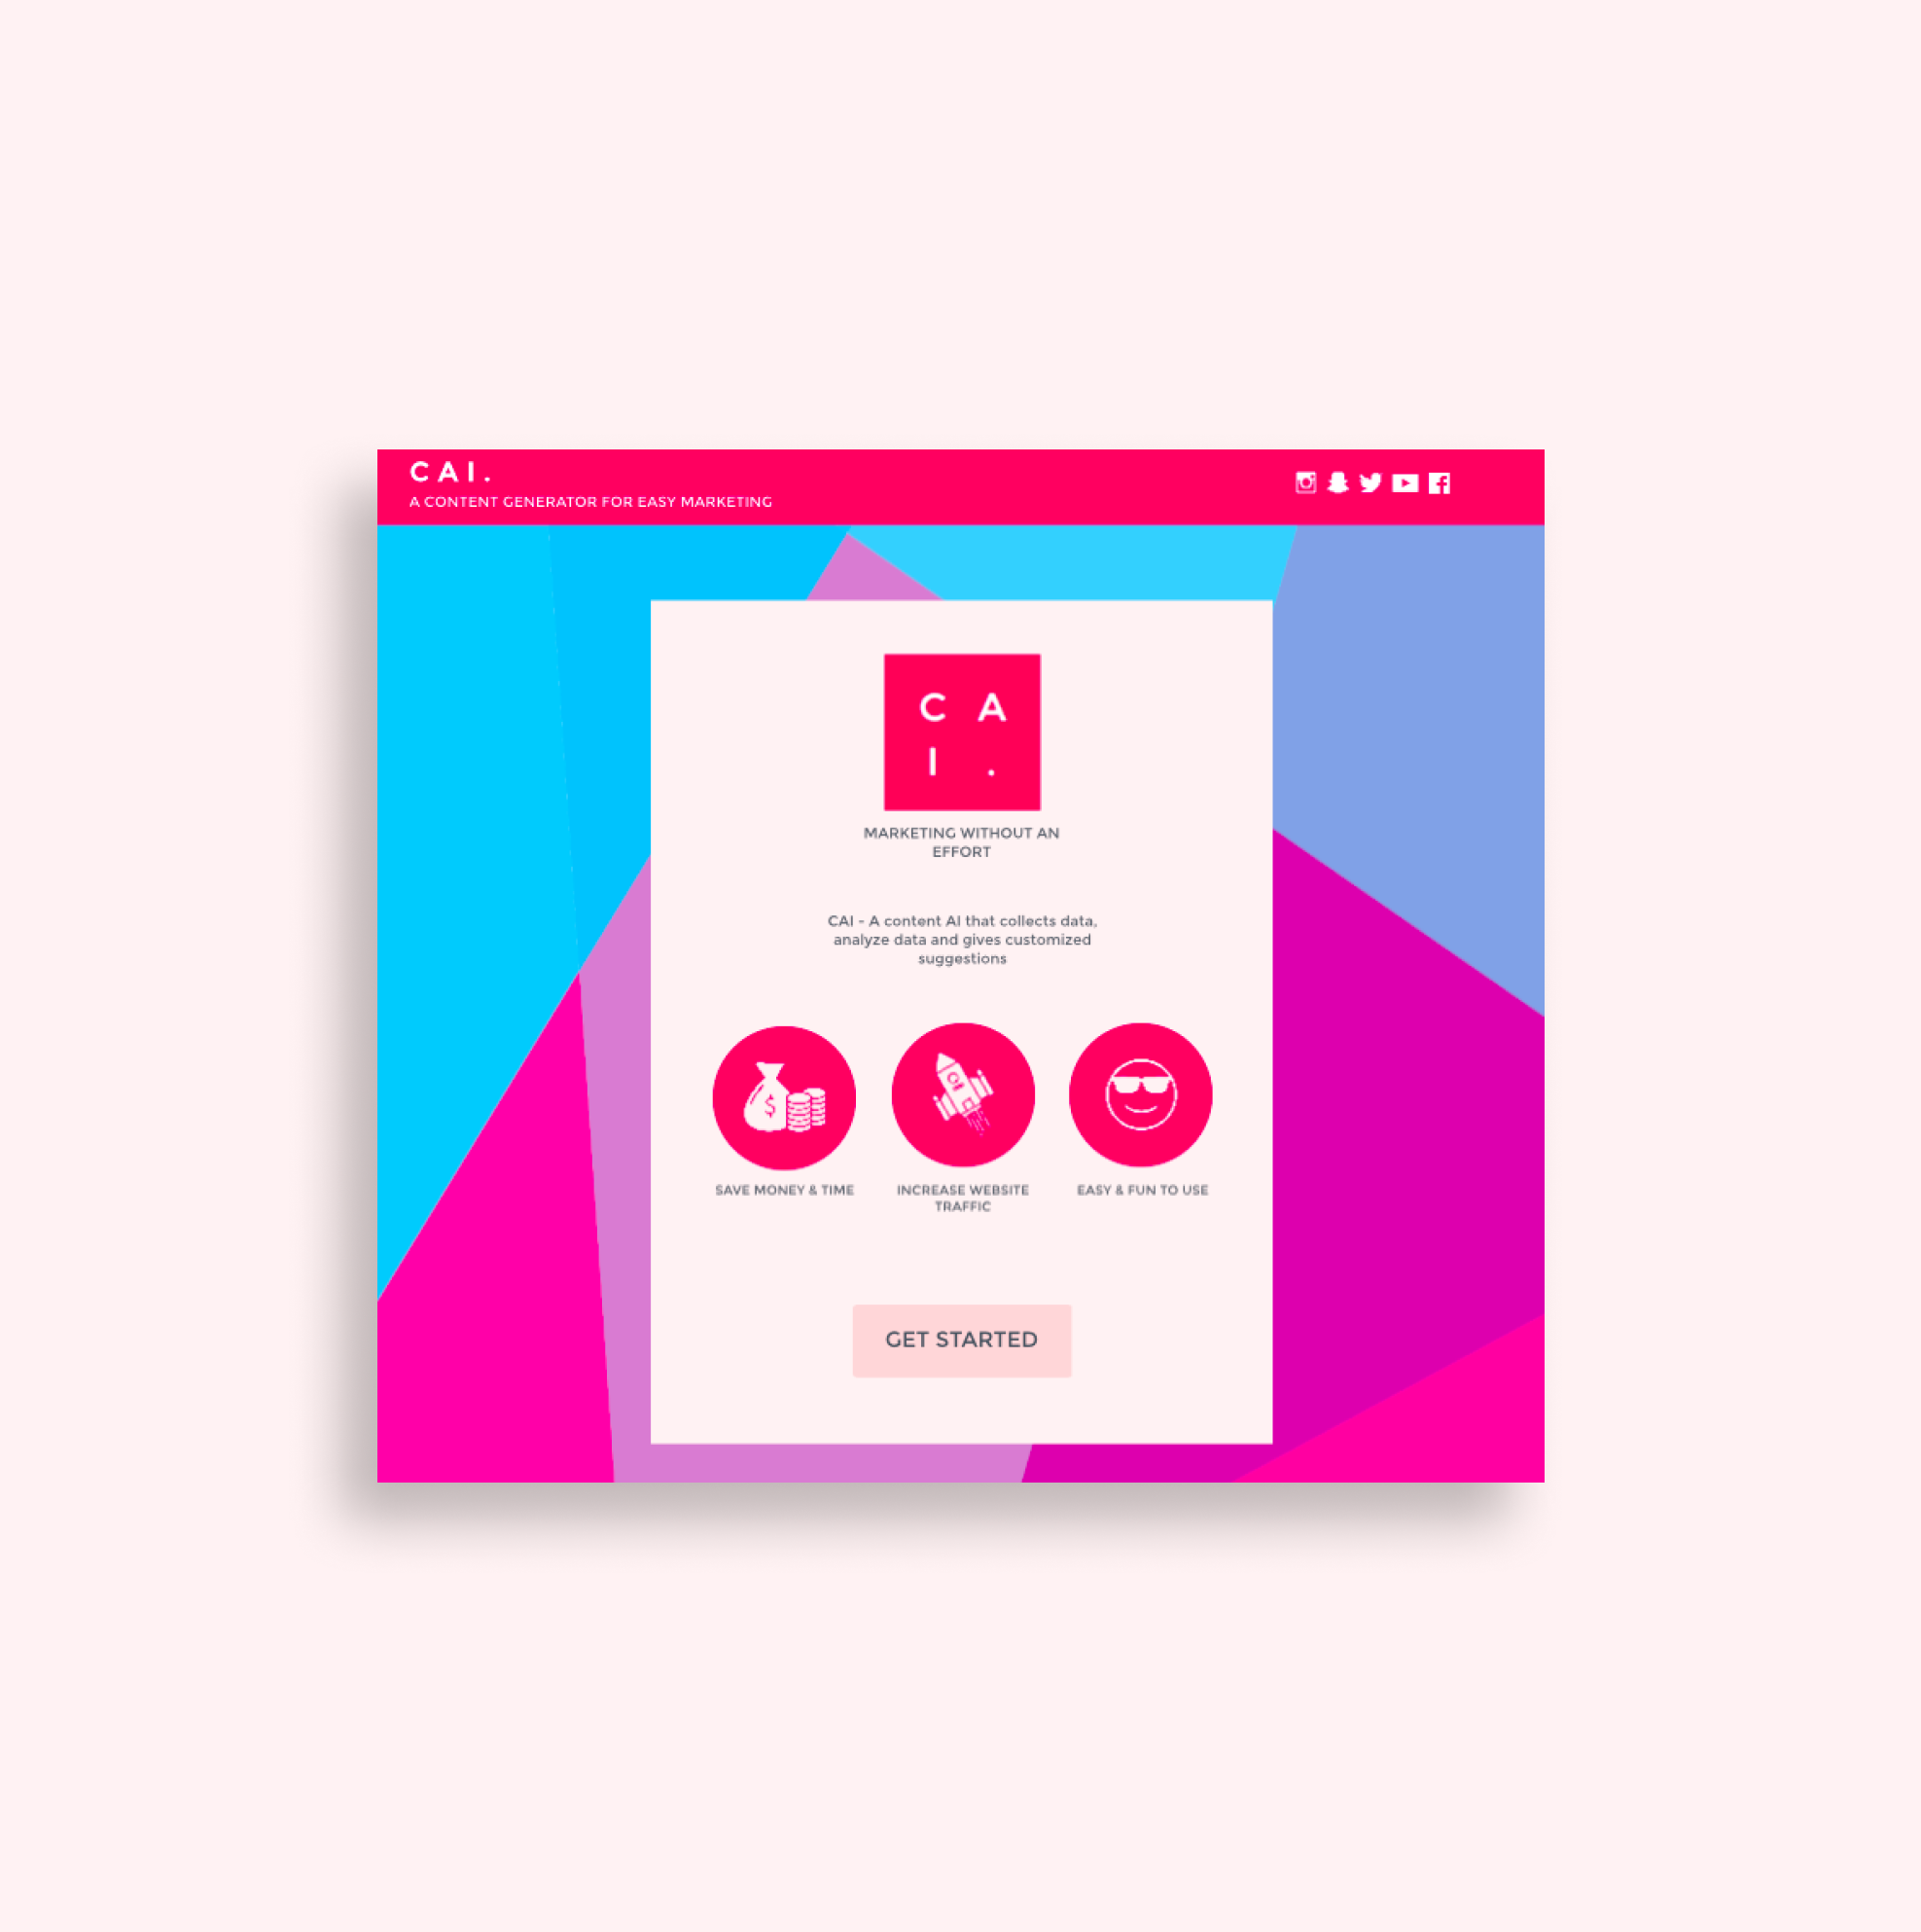 CAI.
A CONTENT GENERATOR FOR EASY MARKETING
C A
I .
MARKETING WITHOUT AN
EFFORT
CAI - A content AI that collects data,
analyze data and gives customized
suggestions
$
SAVE MONEY & TIME
INCREASE WEBSITE
TRAFFIC
EASY & FUN TO USE
GET STARTED